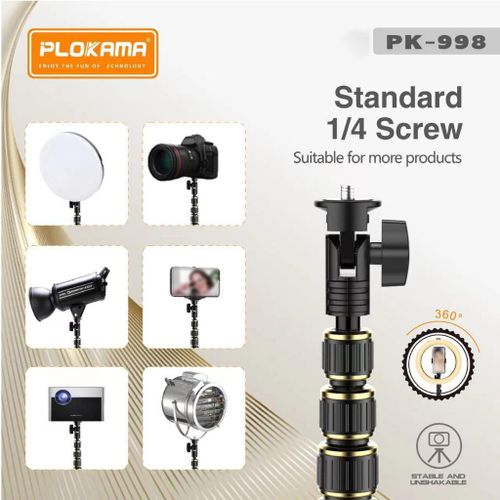 PLOKAMA
ENJOY THE FUN OF TECHNOLOGY
PK-998
Standard
1/4 Screw
Suitable for more products
360°
STABLE AND
UNSHAKABLE